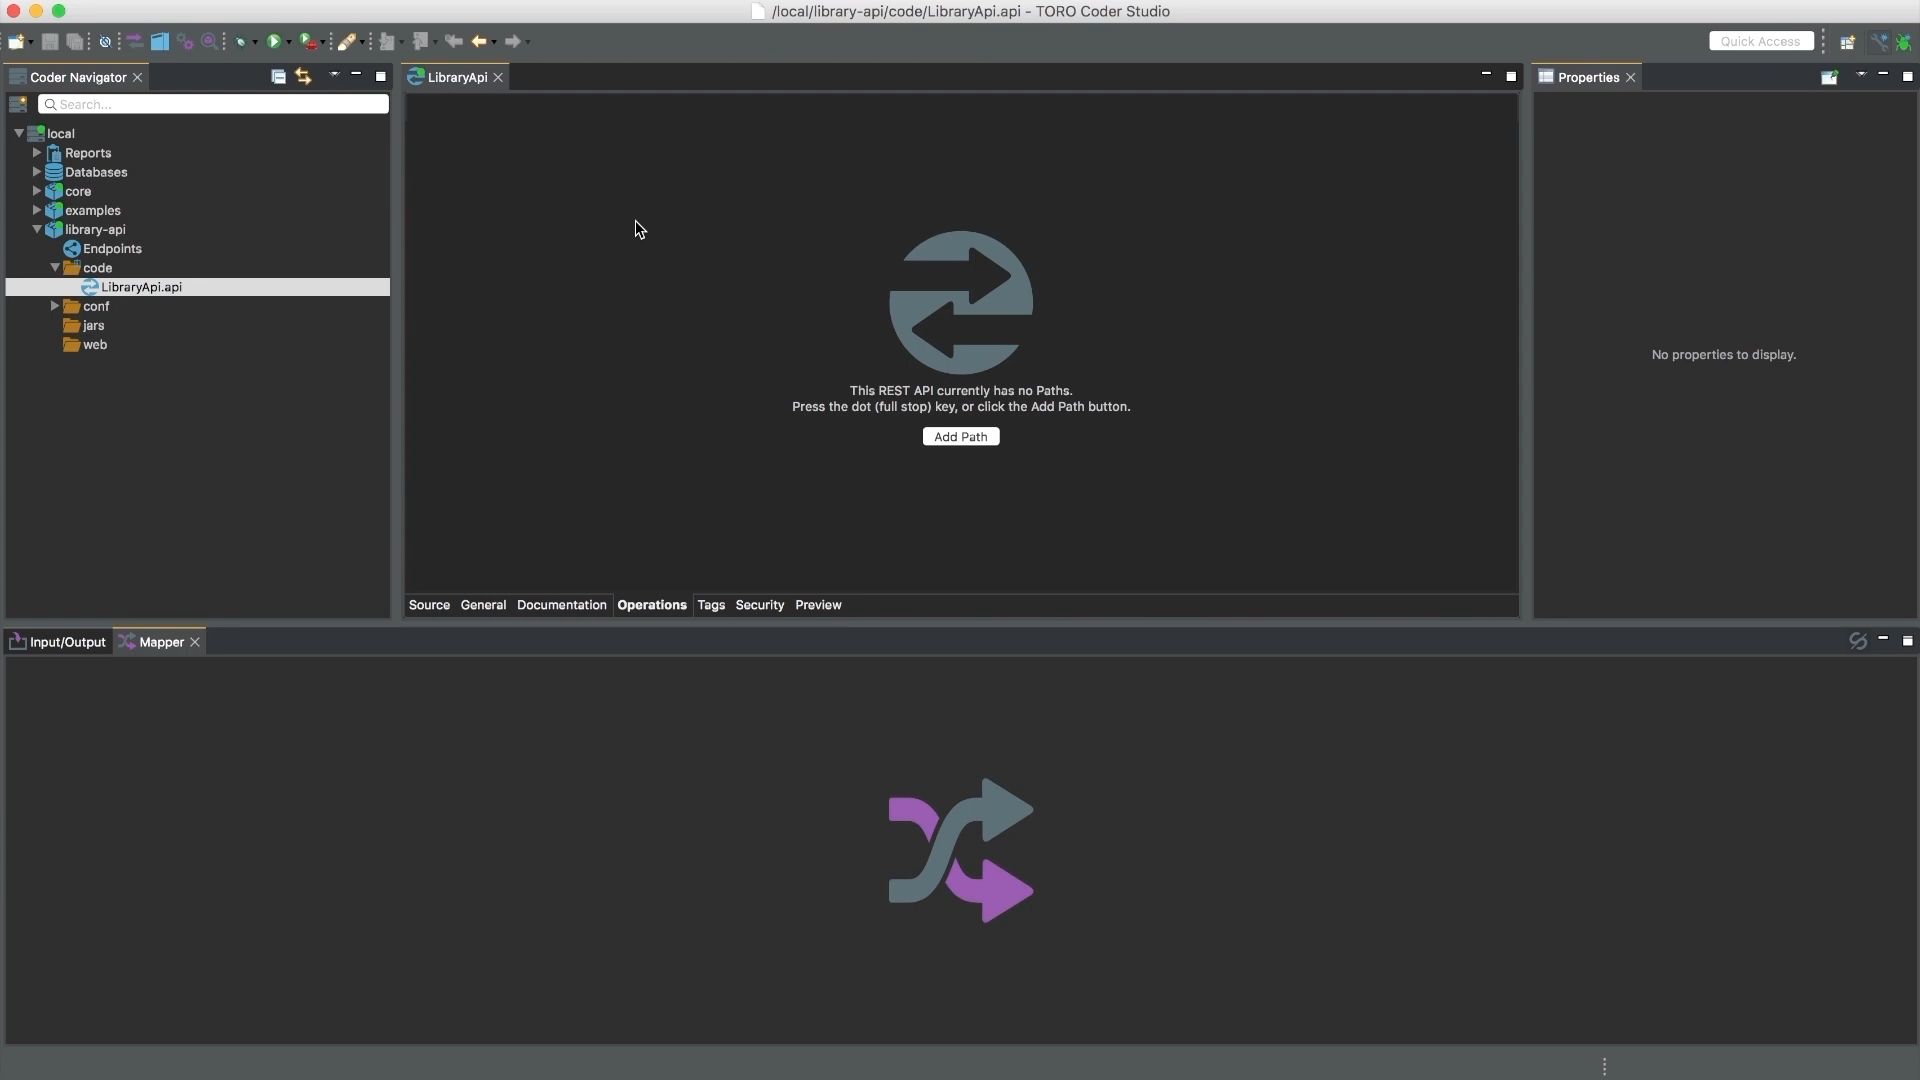 /local/library-api/code/LibraryApi.api - TORO Coder Studio
Quick Access
Coder Navigator
Search...
local
Reports
Databases
core
examples
library-api
Endpoints
code
LibraryApi.api
conf
jars
web
LibraryApi
This REST API currently has no Paths.
Press the dot (full stop) key, or click the Add Path button.
Add Path
Source General Documentation Operations Tags Security Preview
Properties
No properties to display.
Input/Output Mapper